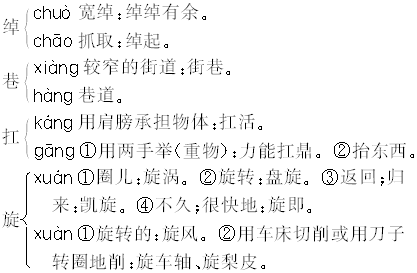 绰 chuò 宽绰:绰绰有余。
chāo 抓取:绰起。
巷 xiàng 较窄的街道:街巷。
hàng 巷道。
扛 káng 用肩膀承担物体:扛活。
gāng ①用两手举(重物):力能扛鼎。②抬东西。
旋 xuán ①圈儿:旋涡。②旋转:盘旋。③返回;归
来:凯旋。④不久;很快地:旋即。
xuàn ①旋转的:旋风。②用车床切削或用刀子
转圈地削:旋车轴、旋梨皮。